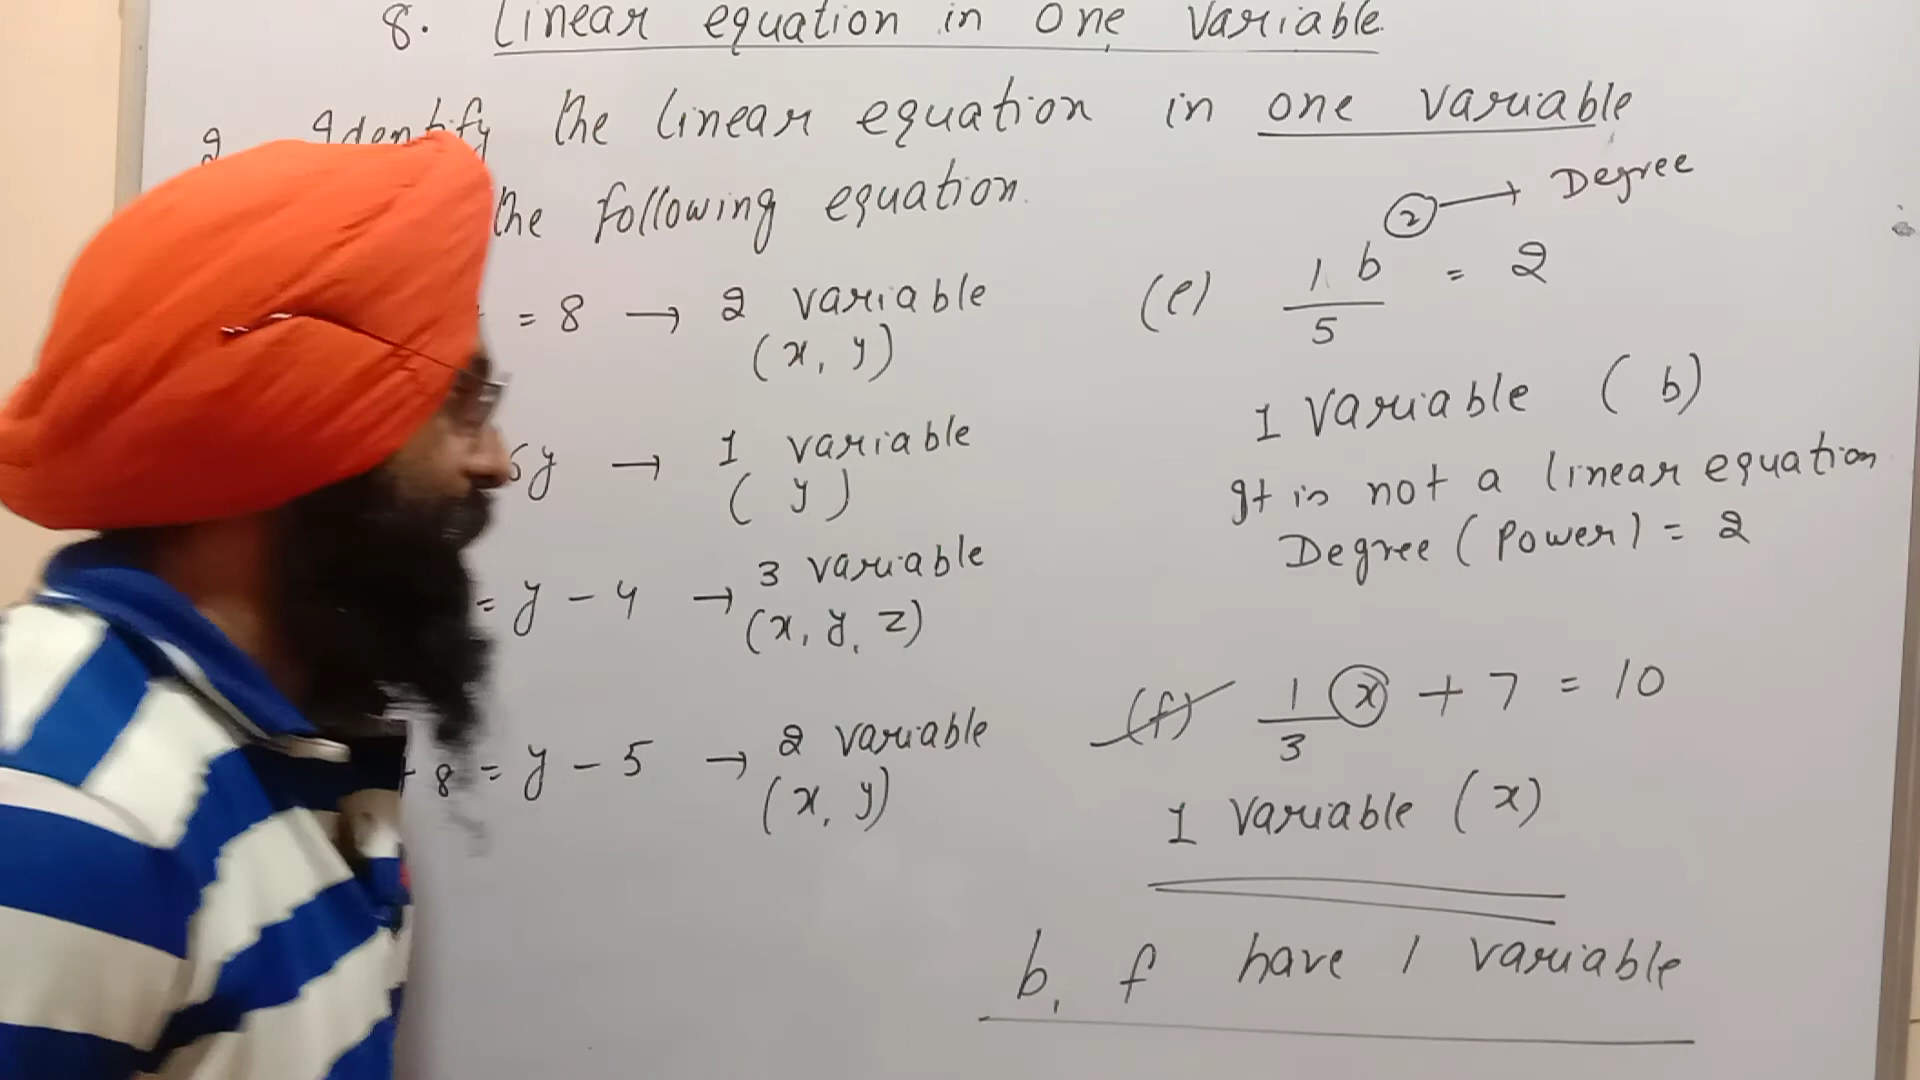 8. Linear equation in one variable.
2. Identify the linear equation in one variable
the following equation.
= 8 → 2 variable
(x, y)
5y → 1 variable
(y)
= y - 4 → 3 variable
(x, y, z)
+ 8 = y - 5 → 2 variable
(x, y)
② → Degree
(e) 1/5 b = 2
1 variable (b)
It is not a linear equation
Degree (Power) = 2
(f) 1/3 x + 7 = 10
1 variable (x)
b, f have 1 variable